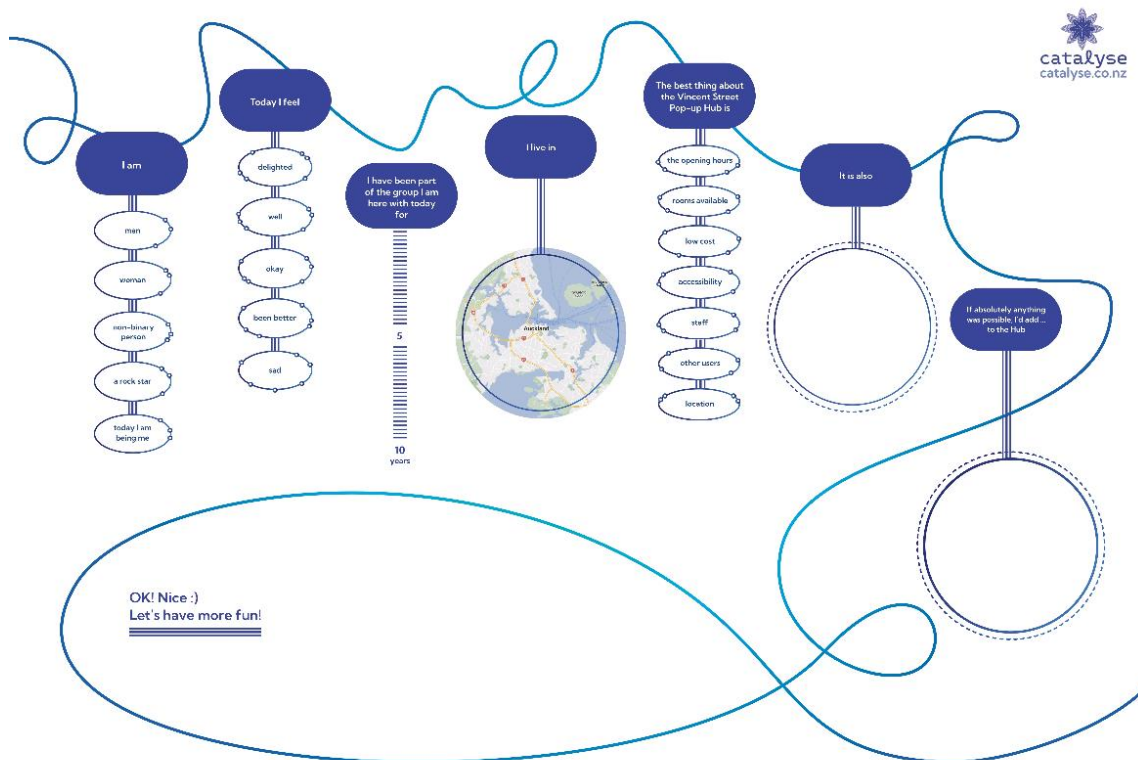 catalyse
catalyse.co.nz
I am
man
woman
non-binary
person
a rock star
today I am
being me
Today I feel
delighted
well
okay
been better
sad
I have been part
of the group I am
here with today
for
5
10
years
I live in
Auckland
The best thing about
the Vincent Street
Pop-up Hub is
the opening hours
rooms available
low cost
accessibility
staff
other users
location
It is also
If absolutely anything
was possible, I'd add ...
to the Hub
OK! Nice :)
Let's have more fun!